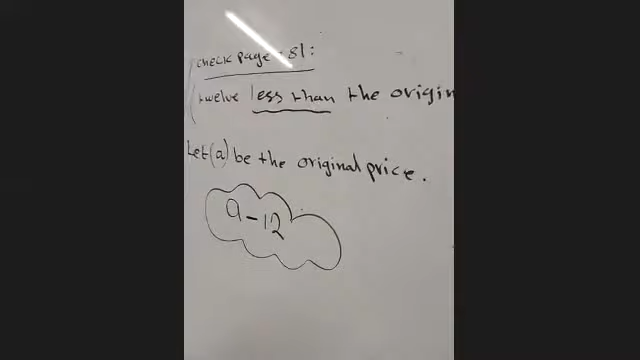 check page 81:
twelve less than the origin
Let (a) be the original price.
a - 12